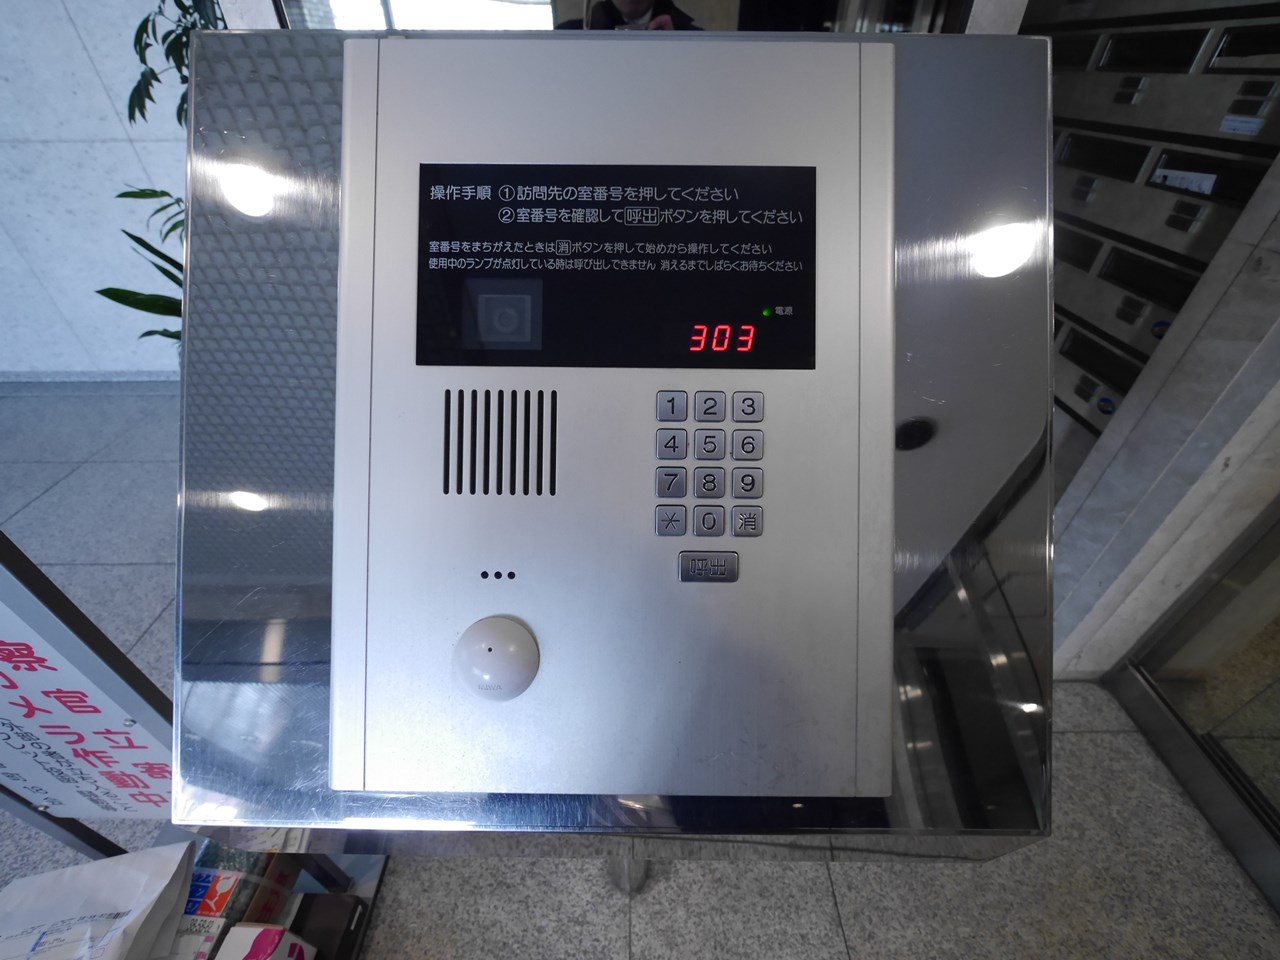 操作手順 ①訪問先の室番号を押してください
②室番号を確認して呼出ボタンを押してください
室番号をまちがえたときは消ボタンを押して始めから操作してください
使用中のランプが点灯している時は呼び出しできません 消えるまでしばらくお待ちください
電源
303
1 2 3
4 5 6
7 8 9
* 0 消
呼出